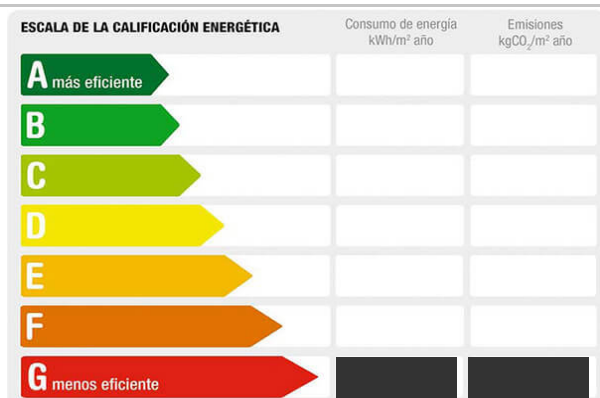 ESCALA DE LA CALIFICACIÓN ENERGÉTICA
Consumo de energía
kWh/m² año
Emisiones
kgCO₂/m² año
A más eficiente
B
C
D
E
F
G menos eficiente